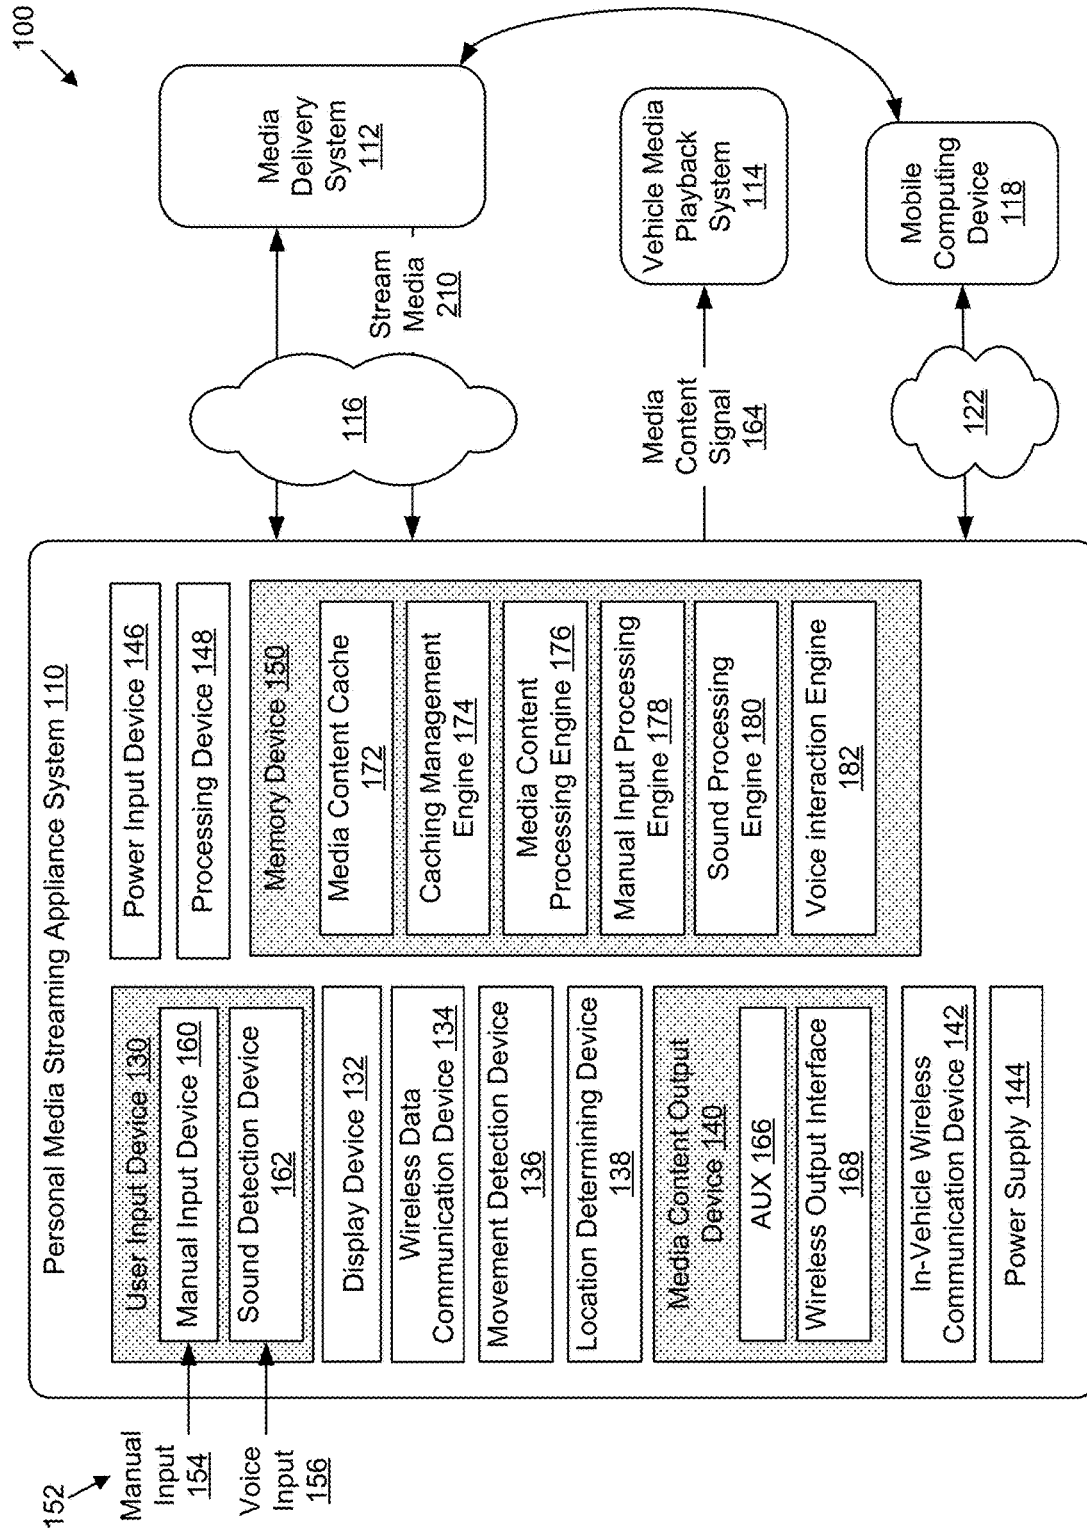 100
152
Manual
Input
154
Voice
Input
156
Personal Media Streaming Appliance System 110
User Input Device 130
Manual Input Device 160
Sound Detection Device
162
Display Device 132
Wireless Data
Communication Device 134
Movement Detection Device
136
Location Determining Device
138
Media Content Output
Device 140
AUX 166
Wireless Output Interface
168
In-Vehicle Wireless
Communication Device 142
Power Supply 144
Power Input Device 146
Processing Device 148
Memory Device 150
Media Content Cache
172
Caching Management
Engine 174
Media Content
Processing Engine 176
Manual Input Processing
Engine 178
Sound Processing
Engine 180
Voice interaction Engine
182
116
Stream
Media
210
Media
Content
Signal
164
122
Media
Delivery
System
112
Vehicle Media
Playback
System
114
Mobile
Computing
Device
118